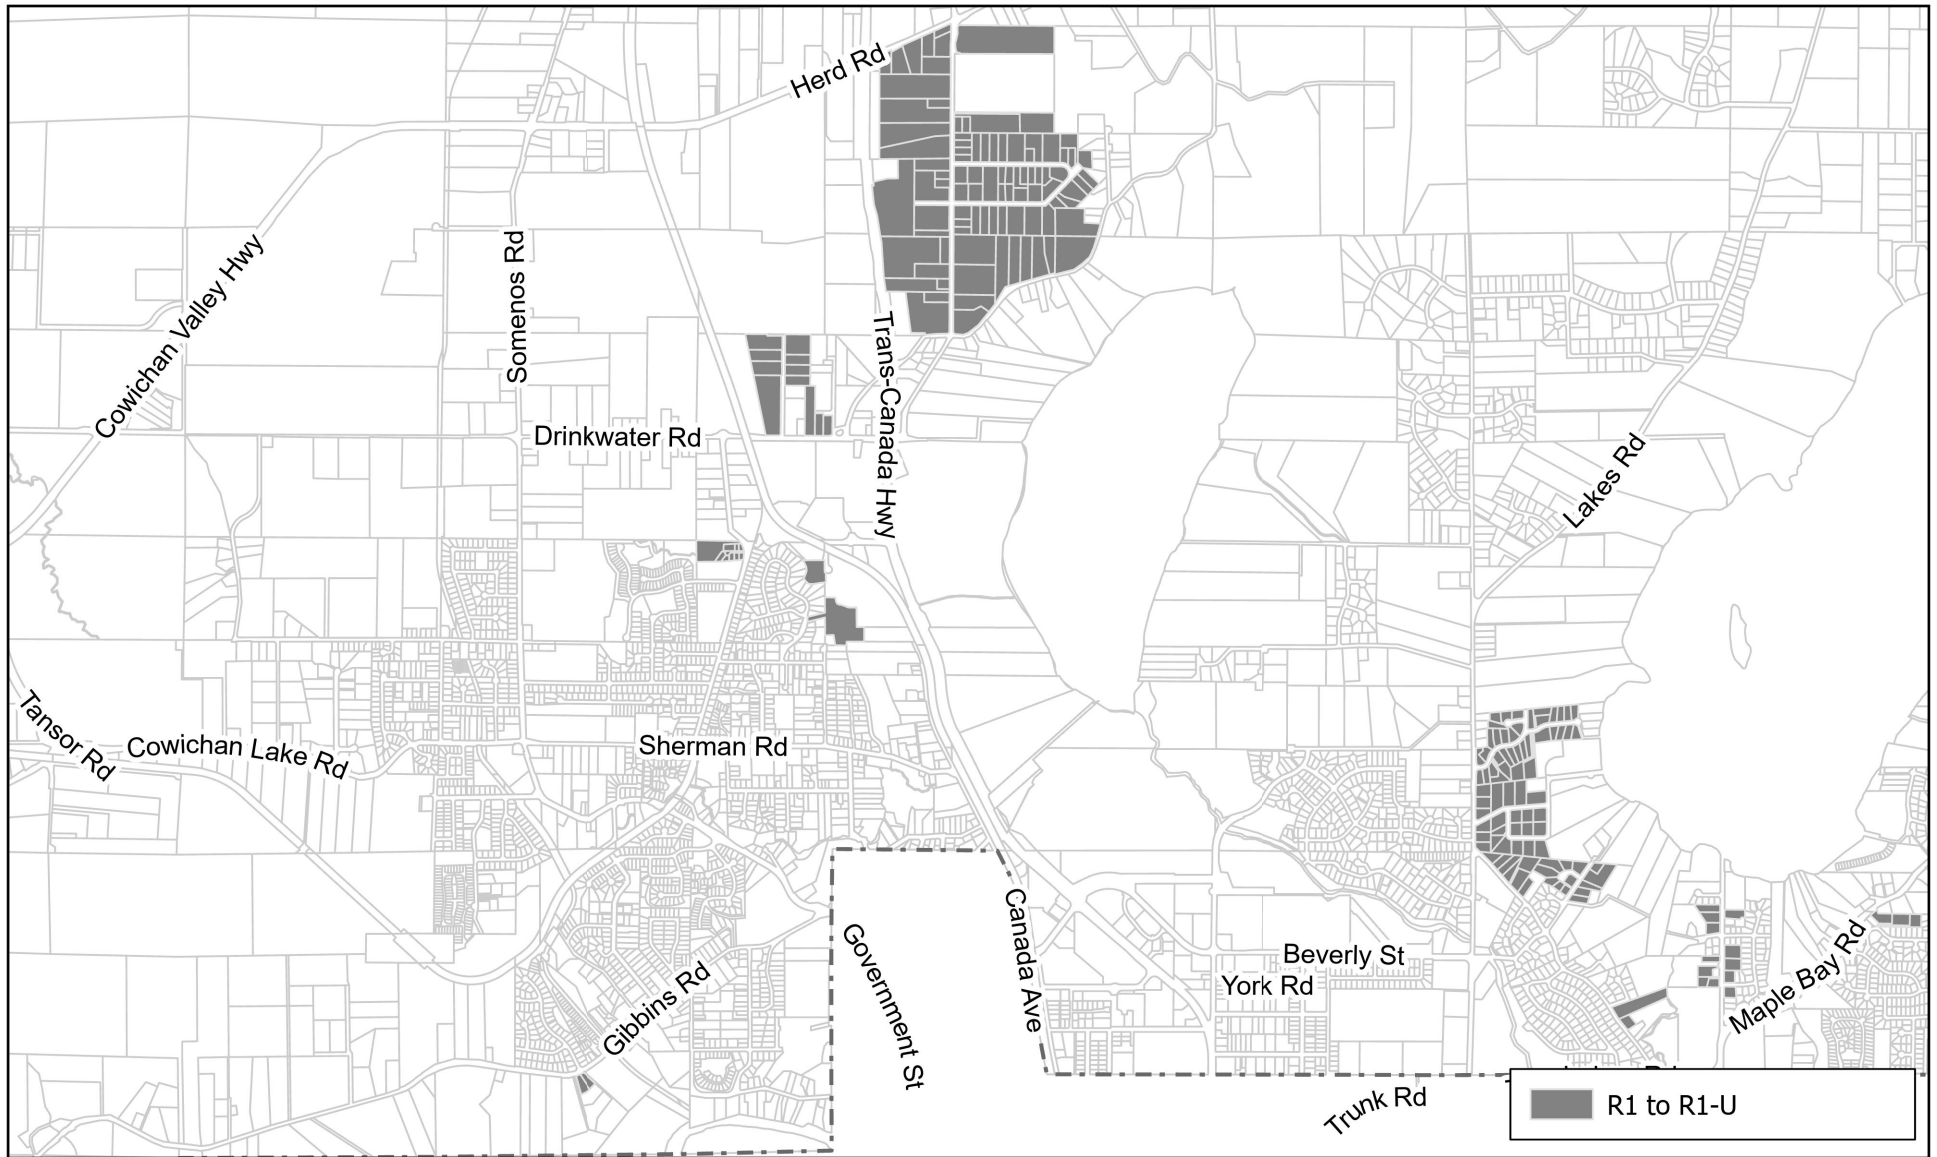 Herd Rd
Cowichan Valley Hwy
Somenos Rd
Trans-Canada Hwy
Drinkwater Rd
Lakes Rd
Tansor Rd
Cowichan Lake Rd
Sherman Rd
Canada Ave
Government St
Beverly St
York Rd
Gibbins Rd
Maple Bay Rd
Trunk Rd
R1 to R1-U